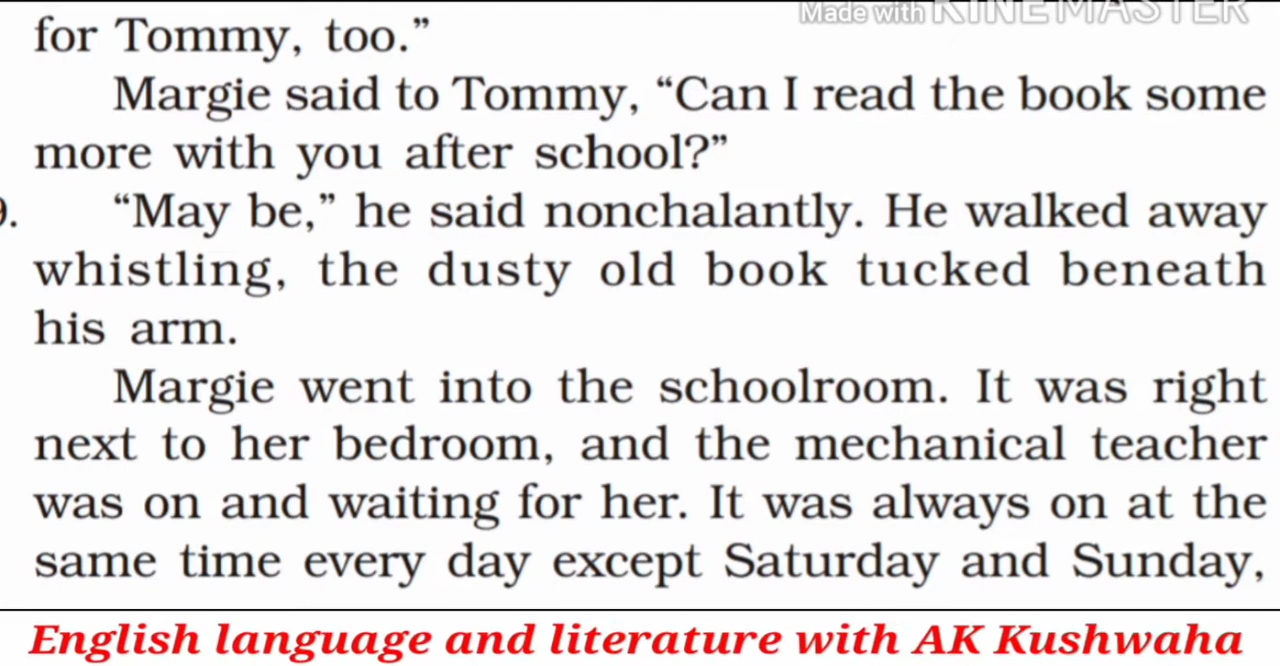 Made with KINEMASTER
for Tommy, too.”
Margie said to Tommy, “Can I read the book some
more with you after school?”
9. “May be,” he said nonchalantly. He walked away
whistling, the dusty old book tucked beneath
his arm.
Margie went into the schoolroom. It was right
next to her bedroom, and the mechanical teacher
was on and waiting for her. It was always on at the
same time every day except Saturday and Sunday,
English language and literature with AK Kushwaha